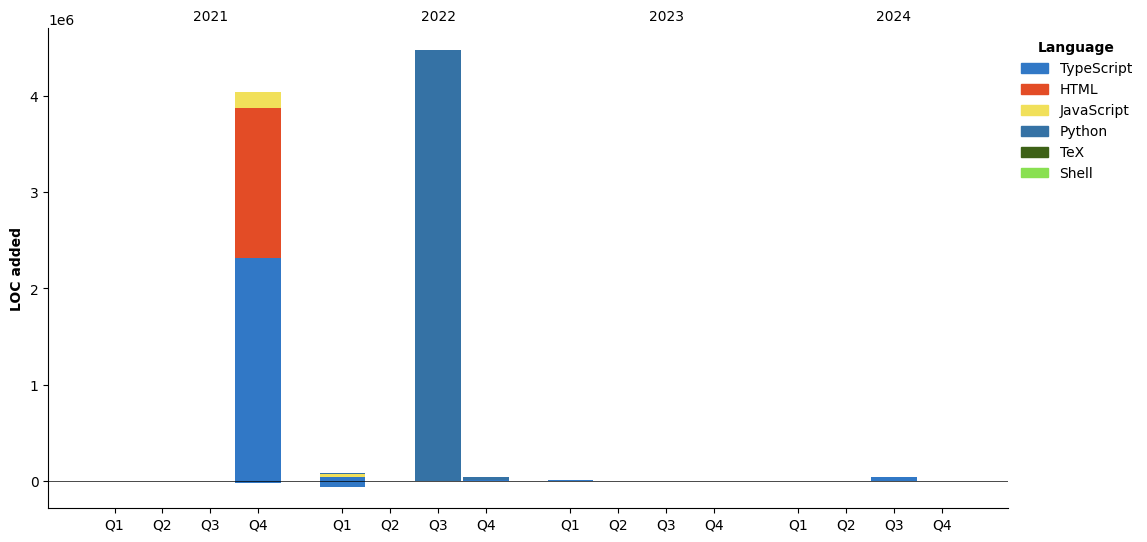 2021 2022 2023 2024
1e6
Language
TypeScript
HTML
JavaScript
Python
TeX
Shell
LOC added
4
3
2
1
0
Q1 Q2 Q3 Q4 Q1 Q2 Q3 Q4 Q1 Q2 Q3 Q4 Q1 Q2 Q3 Q4